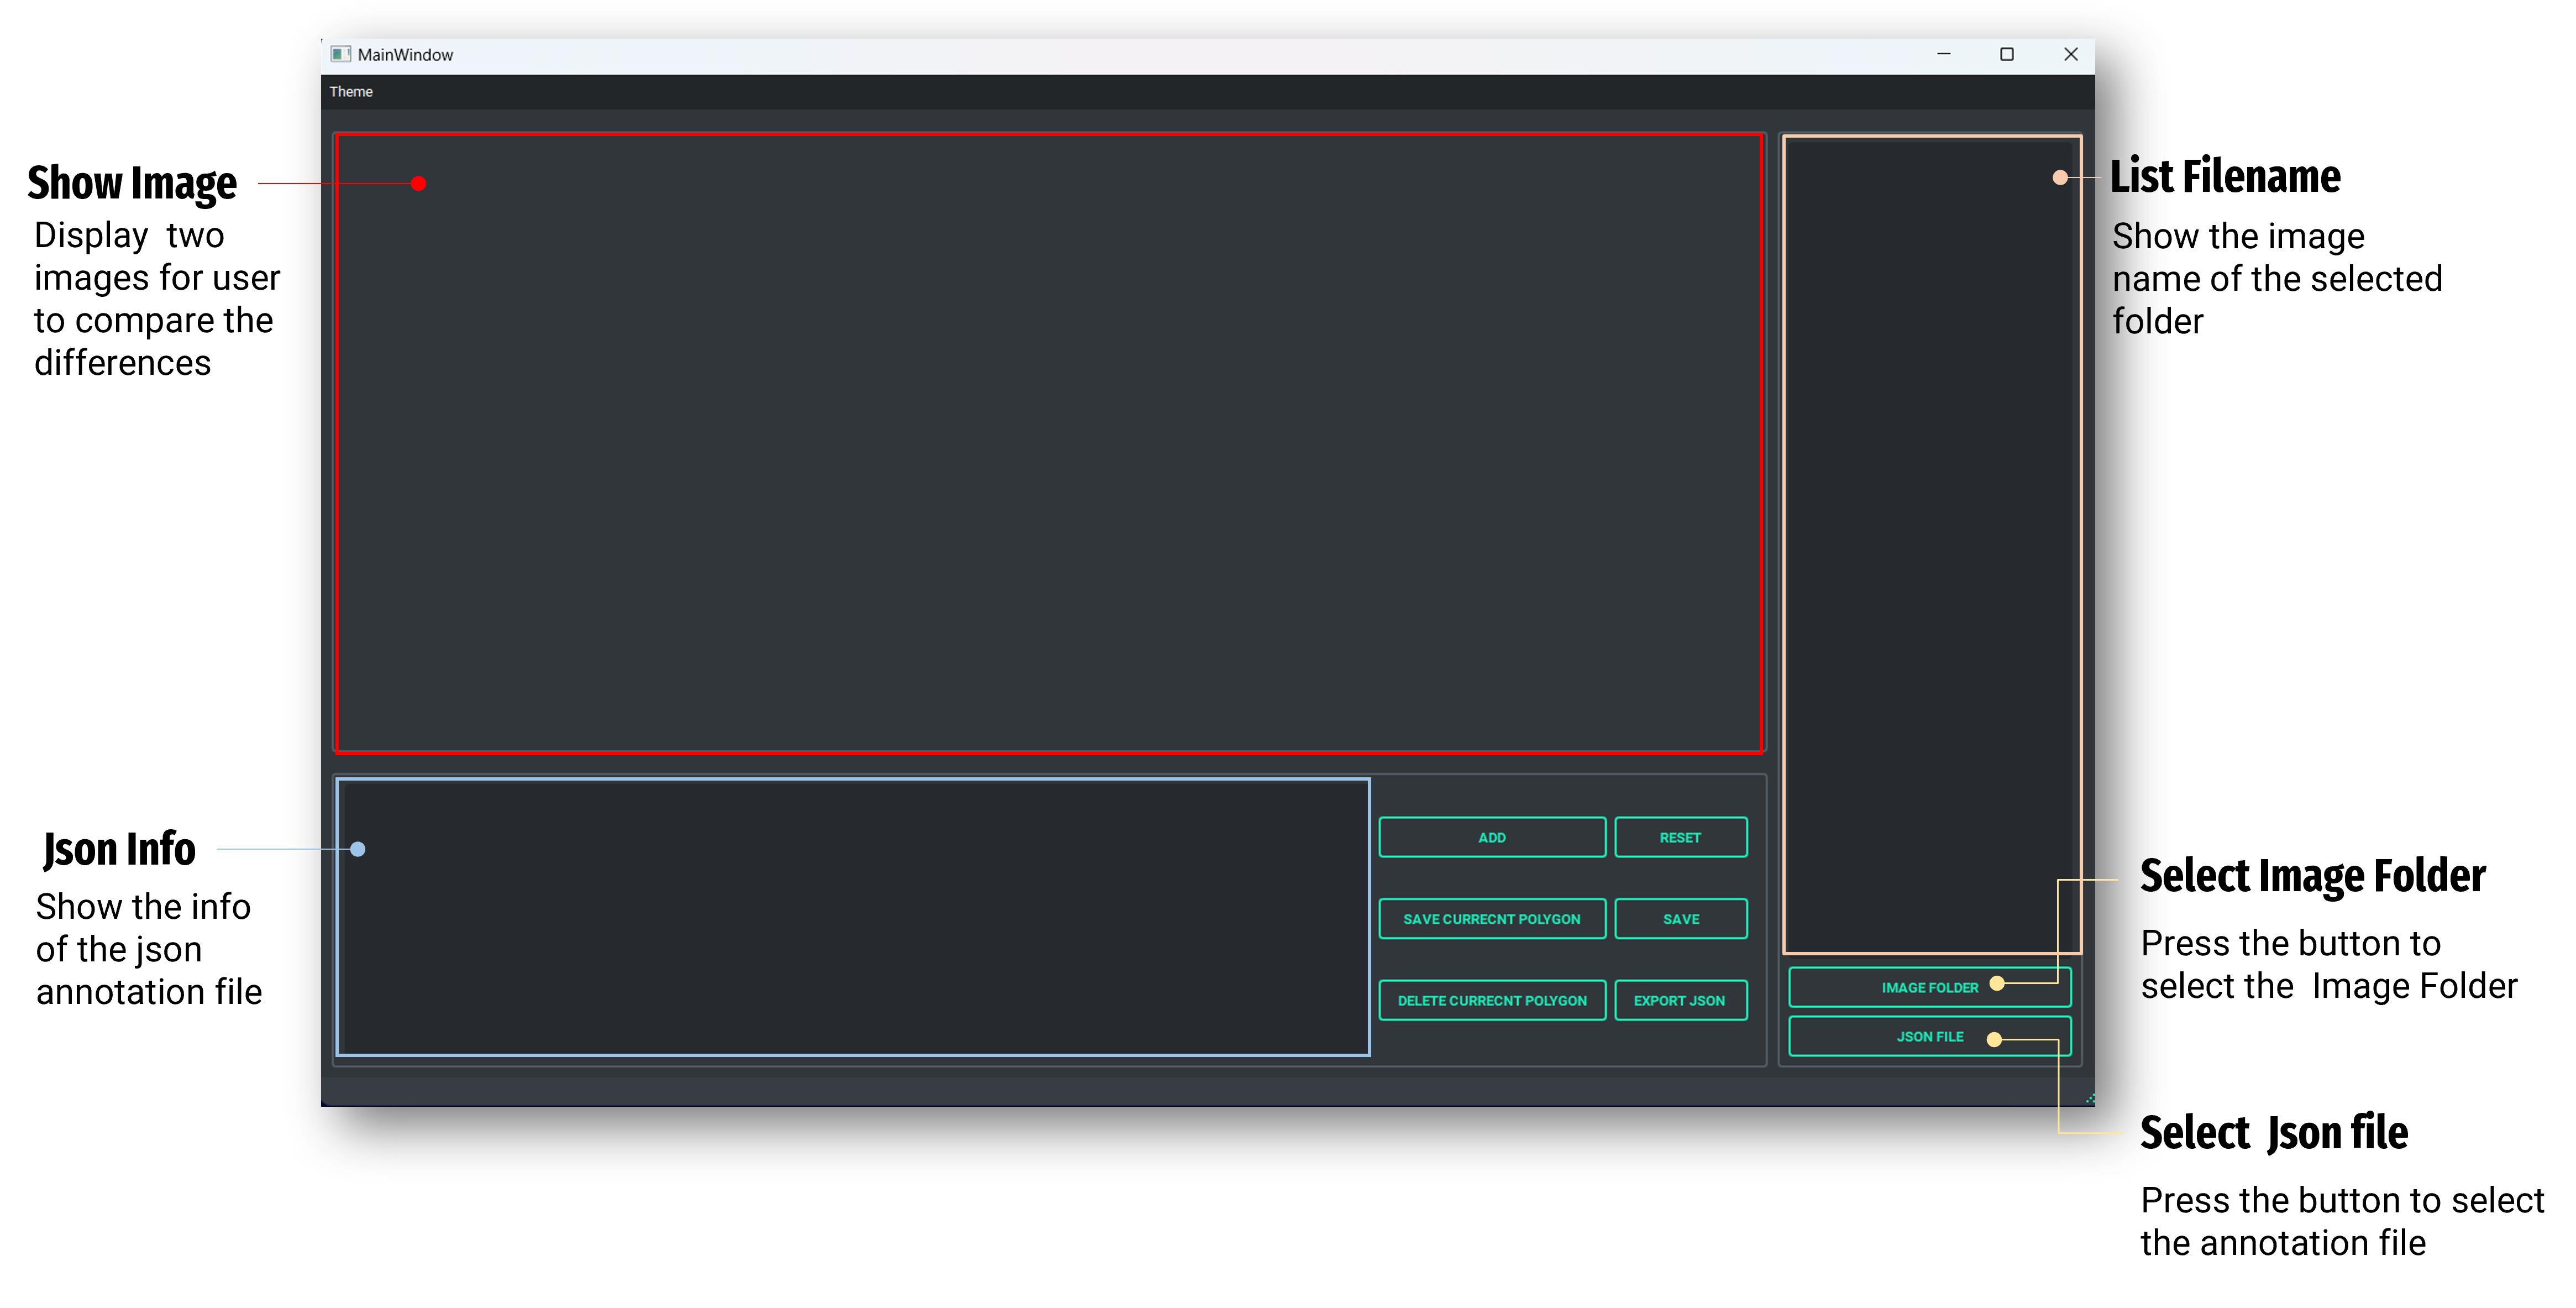 MainWindow
Theme
Show Image
Display  two
images for user
to compare the
differences
List Filename
Show the image
name of the selected
folder
Json Info
Show the info
of the json
annotation file
ADD
RESET
SAVE CURRECNT POLYGON
SAVE
DELETE CURRECNT POLYGON
EXPORT JSON
IMAGE FOLDER
JSON FILE
Select Image Folder
Press the button to
select the  Image Folder
Select  Json file
Press the button to select
the annotation file